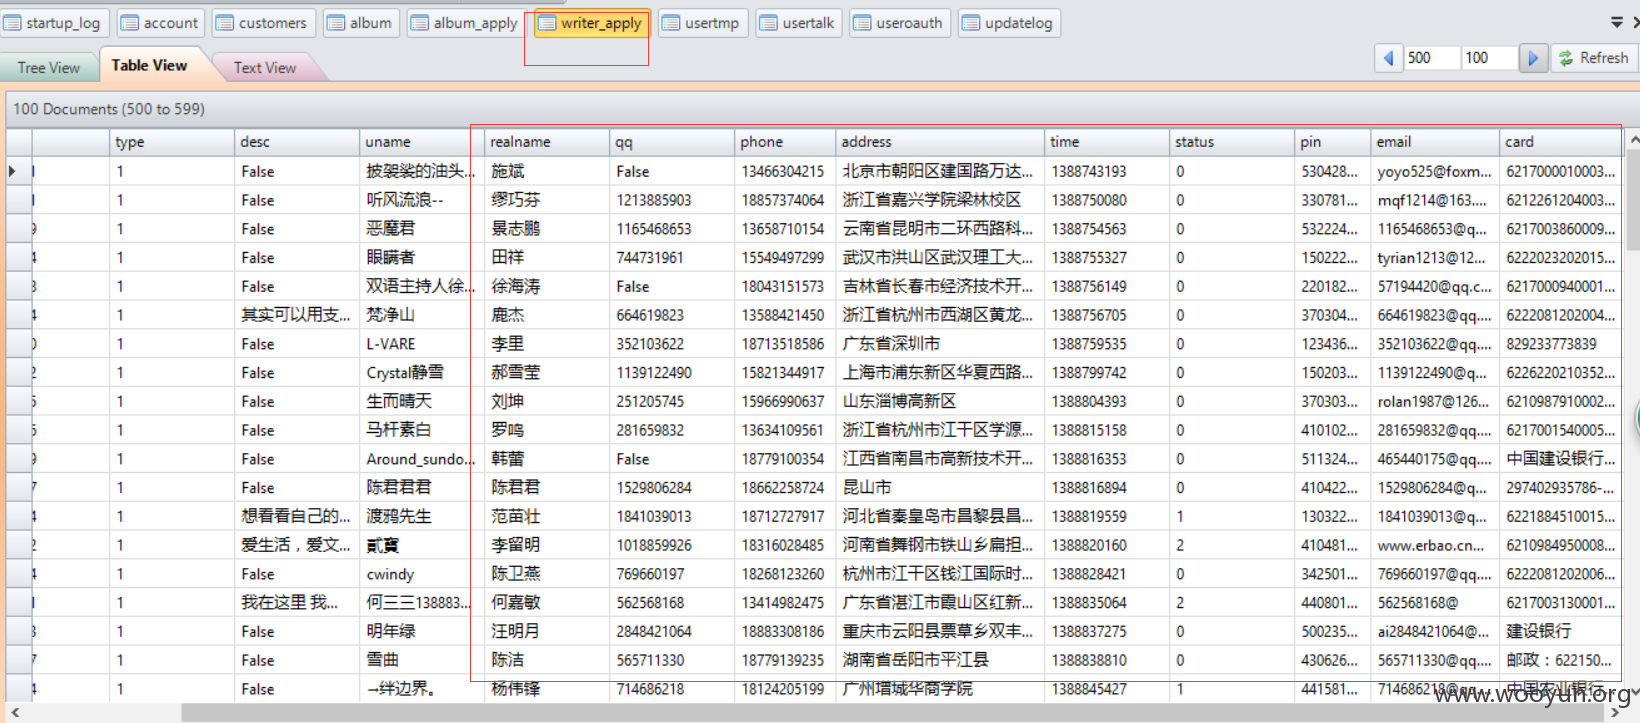 startup_log account customers album album_apply writer_apply usertmp usertalk useroauth updatelog
Tree View Table View Text View 500 100 Refresh
100 Documents (500 to 599)
type desc uname realname qq phone address time status pin email card
1 False 披袈裟的油头... 施斌 False 13466304215 北京市朝阳区建国路万达... 1388743193 0 530428... yoyo525@foxm... 6217000010003...
1 False 听风流浪-- 缪巧芬 1213885903 18857374064 浙江省嘉兴学院梁林校区 1388750080 0 330781... mqf1214@163.... 6212261204003...
1 False 恶魔君 景志鹏 1165468653 13658710154 云南省昆明市二环西路科... 1388754563 0 532224... 1165468653@q... 6217003860009...
1 False 眼瞒者 田祥 744731961 15549497299 武汉市洪山区武汉理工大... 1388755327 0 150222... tyrian1213@12... 6222023202015...
1 False 双语主持人徐... 徐海涛 False 18043151573 吉林省长春市经济技术开... 1388756149 0 220182... 57194420@qq.c... 6217000940001...
1 其实可以用支... 梵净山 鹿杰 664619823 13588421450 浙江省杭州市西湖区黄龙... 1388756705 0 370304... 664619823@qq.... 6222081202004...
1 False L-VARE 李里 352103622 18713518586 广东省深圳市 1388759535 0 123436... 352103622@qq.... 829233773839
1 False Crystal静雪 郝雪莹 1139122490 15821344917 上海市浦东新区华夏西路... 1388799742 0 150203... 1139122490@q... 6226220210352...
1 False 生而晴天 刘坤 251205745 15966990637 山东淄博高新区 1388804393 0 370303... rolan1987@126... 6210987910002...
1 False 马杆素白 罗鸣 281659832 13634109561 浙江省杭州市江干区学源... 1388815158 0 410102... 281659832@qq.... 6217001540005...
1 False Around_sundo... 韩蕾 False 18779100354 江西省南昌市高新技术开... 1388816353 0 511324... 465440175@qq.... 中国建设银行...
1 False 陈君君君 陈君君 1529806284 18662258724 昆山市 1388816894 0 410422... 1529806284@q... 297402935786-...
1 想看看自己的... 渡鸦先生 范苗壮 1841039013 18712727917 河北省秦皇岛市昌黎县昌... 1388819559 1 130322... 1841039013@q... 6221884510015...
1 爱生活，爱文... 貳寶 李留明 1018859926 18316028485 河南省舞钢市铁山乡扁担... 1388820160 2 410481... www.erbao.cn... 6210984950008...
1 False cwindy 陈卫燕 769660197 18268123260 杭州市江干区钱江国际时... 1388828421 0 342501... 769660197@qq.... 6222081202006...
1 我在这里 我... 何三三138883... 何嘉敏 562568168 13414982475 广东省湛江市霞山区红新... 1388835064 2 440801... 562568168@ 6217003130001...
1 False 明年绿 汪明月 2848421064 18883308186 重庆市云阳县票草乡双丰... 1388837275 0 500235... ai2848421064@... 建设银行
1 False 雪曲 陈洁 565711330 18779139235 湖南省岳阳市平江县 1388838810 0 430626... 565711330@qq.... 邮政：622150...
1 False →绊边界。 杨伟锋 714686218 18124205199 广州增城华商学院 1388845427 1 441581... 714686218@qq... 中国农业银行...
www.wooyun.org